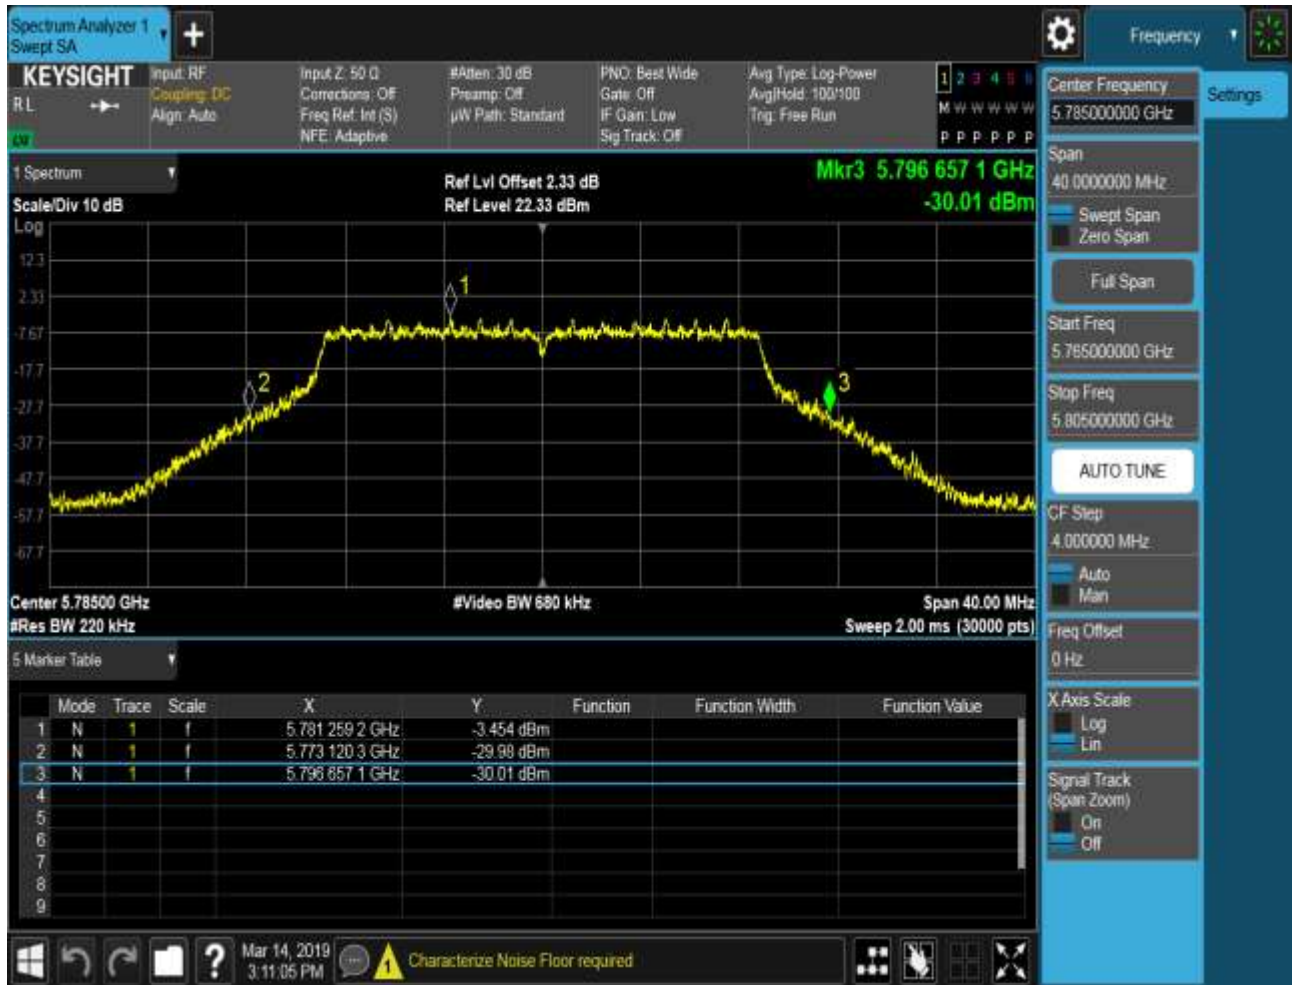 Spectrum Analyzer 1
Swept SA
Frequency
KEYSIGHT
R L
Input: RF
Coupling: DC
Align: Auto
Input Z: 50 Ω
Corrections: Off
Freq Ref: Int (S)
NFE: Adaptive
#Atten: 30 dB
Preamp: Off
µW Path: Standard
PNO: Best Wide
Gate: Off
IF Gain: Low
Sig Track: Off
Avg Type: Log-Power
Avg|Hold: 100/100
Trig: Free Run
1 2 3 4 5 6
M W W W W W
P P P P P P
1 Spectrum
Scale/Div 10 dB
Ref Lvl Offset 2.33 dB
Ref Level 22.33 dBm
Mkr3 5.796 657 1 GHz
-30.01 dBm
Log
12.3
2.33
-7.67
-17.7
-27.7
-37.7
-47.7
-57.7
-67.7
1
2
3
Center 5.78500 GHz
#Res BW 220 kHz
#Video BW 680 kHz
Span 40.00 MHz
Sweep 2.00 ms (30000 pts)
5 Marker Table
Mode Trace Scale X Y Function Function Width Function Value
1 N 1 f 5.781 259 2 GHz -3.454 dBm
2 N 1 f 5.773 120 3 GHz -29.98 dBm
3 N 1 f 5.796 657 1 GHz -30.01 dBm
4
5
6
7
8
9
Mar 14, 2019
3:11:05 PM
1
Characterize Noise Floor required
Settings
Center Frequency
5.785000000 GHz
Span
40.0000000 MHz
Swept Span
Zero Span
Full Span
Start Freq
5.765000000 GHz
Stop Freq
5.805000000 GHz
AUTO TUNE
CF Step
4.000000 MHz
Auto
Man
Freq Offset
0 Hz
X Axis Scale
Log
Lin
Signal Track
(Span Zoom)
On
Off